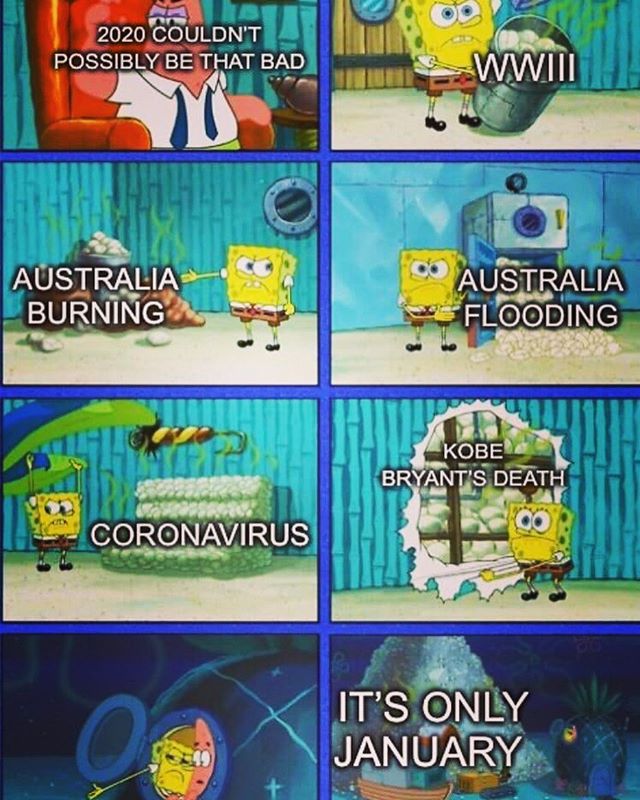 2020 COULDN'T
POSSIBLY BE THAT BAD
WWIII
AUSTRALIA
BURNING
AUSTRALIA
FLOODING
CORONAVIRUS
KOBE
BRYANT'S DEATH
IT'S ONLY
JANUARY